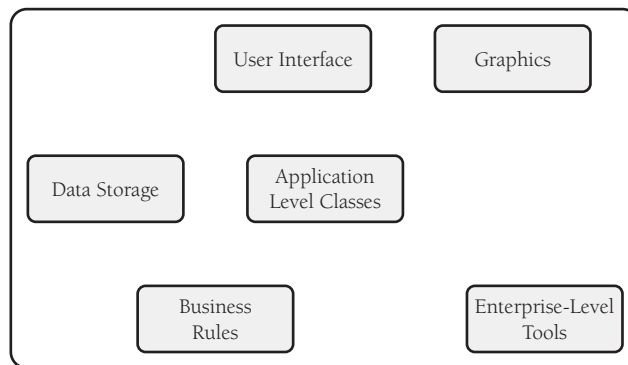 User Interface
Graphics
Data Storage
Application
Level Classes
Business
Rules
Enterprise-Level
Tools